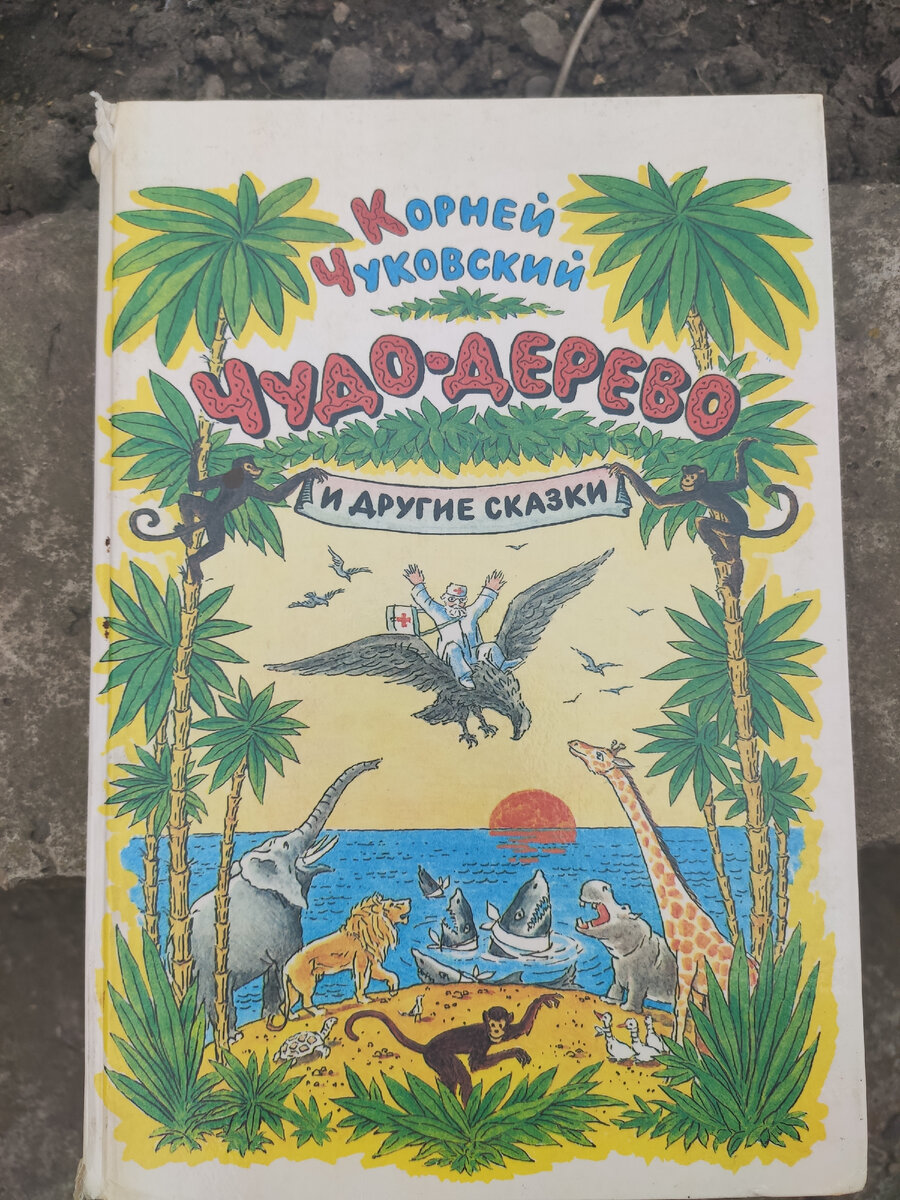 Корней
Чуковский
Чудо-дерево
и другие сказки